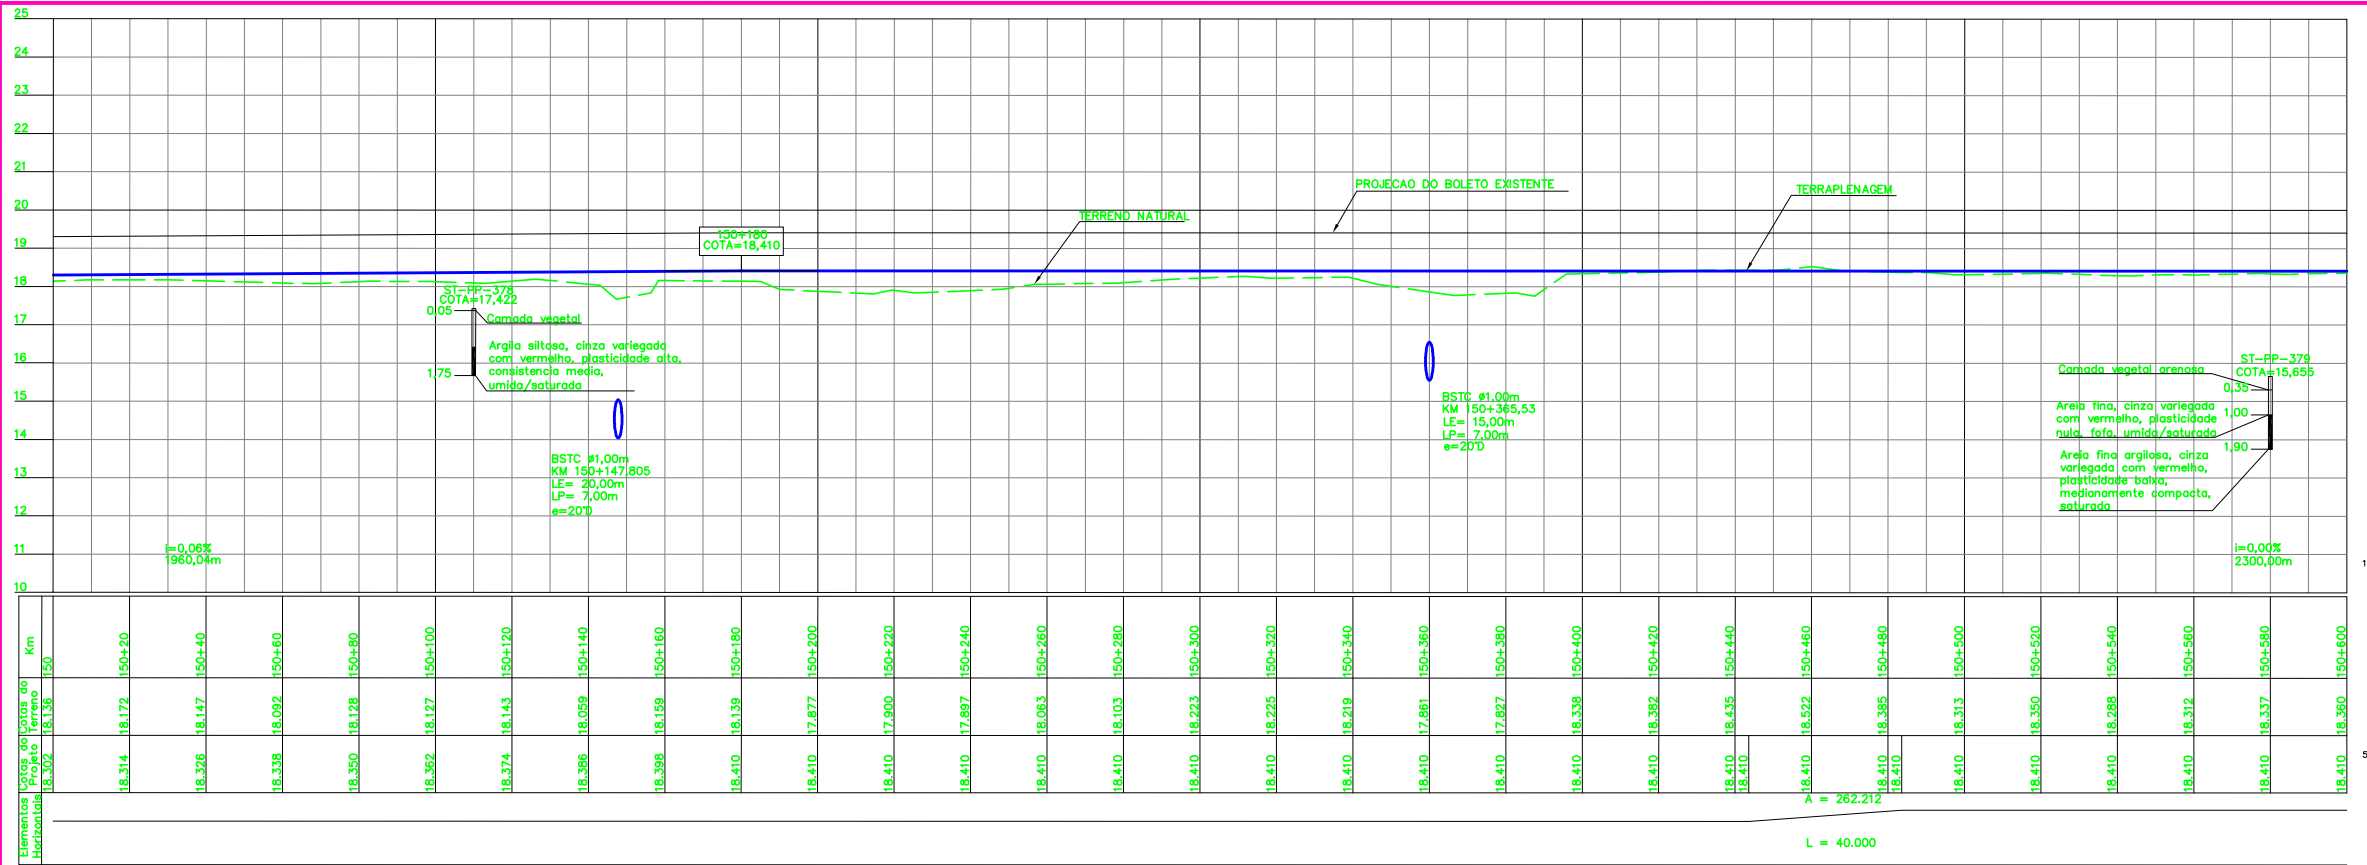 25
24
23
22
21
20
19
18
17
16
15
14
13
12
11
10
PROJECAO DO BOLETO EXISTENTE
TERRAPLENAGEM
TERRENO NATURAL
150+180
COTA=18,410
ST-PP-378
COTA=17,422
0,05
Camada vegetal
Argila siltosa, cinza variegada
com vermelho, plasticidade alta,
consistencia media,
umida/saturada
1,75
BSTC ø1,00m
KM 150+147,805
LE= 20,00m
LP= 7,00m
e=20°D
BSTC ø1,00m
KM 150+365,53
LE= 15,00m
LP= 7,00m
e=20°D
ST-PP-379
COTA=15,655
Camada vegetal arenosa
0,35
Areia fina, cinza variegada
com vermelho, plasticidade
nula, fofa, umida/saturada
1,00
1,90
Areia fina argilosa, cinza
variegada com vermelho,
plasticidade baixa,
medianamente compacta,
saturada
i=0,06%
1960,04m
i=0,00%
2300,00m
1
Km
150 150+20 150+40 150+60 150+80 150+100 150+120 150+140 150+160 150+180 150+200 150+220 150+240 150+260 150+280 150+300 150+320 150+340 150+360 150+380 150+400 150+420 150+440 150+460 150+480 150+500 150+520 150+540 150+560 150+580 150+600
Cotas do
Terreno
18.136 18.172 18.147 18.092 18.128 18.127 18.143 18.059 18.159 18.139 17.877 17.900 17.897 18.063 18.103 18.223 18.225 18.219 17.861 17.827 18.338 18.382 18.435 18.522 18.385 18.313 18.350 18.288 18.312 18.337 18.360
Cotas do
Projeto
18.302 18.314 18.326 18.338 18.350 18.362 18.374 18.386 18.398 18.410 18.410 18.410 18.410 18.410 18.410 18.410 18.410 18.410 18.410 18.410 18.410 18.410 18.410 18.410 18.410 18.410 18.410 18.410 18.410 18.410 18.410 18.410 18.410
5
Elementos
Horizontais
A = 262.212
L = 40.000